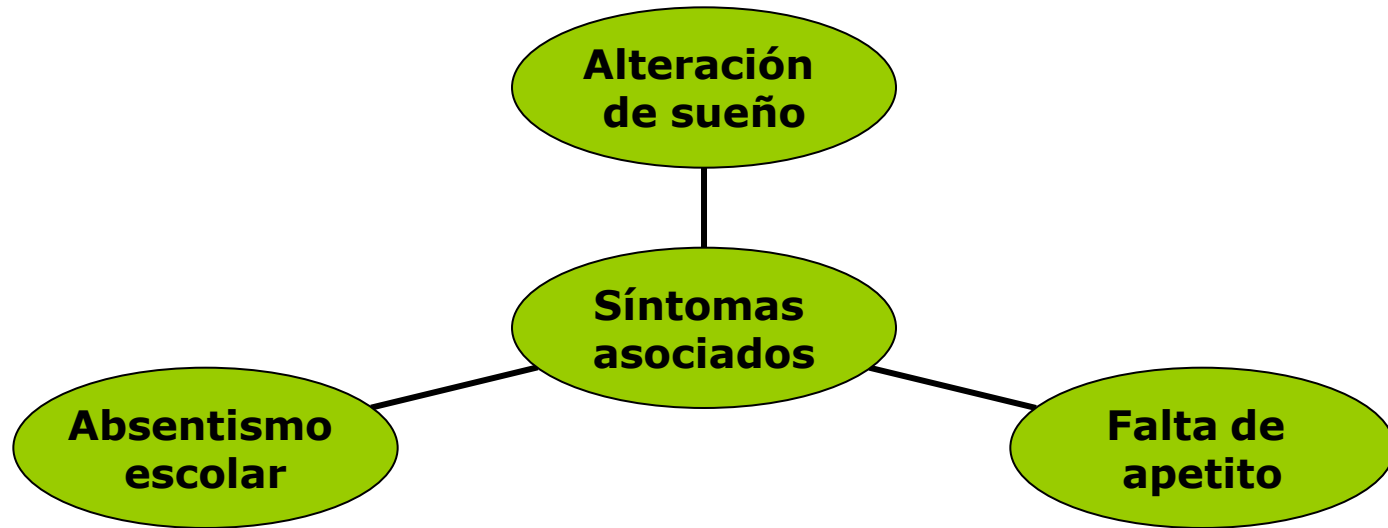 Alteración
de sueño
Síntomas
asociados
Absentismo
escolar
Falta de
apetito